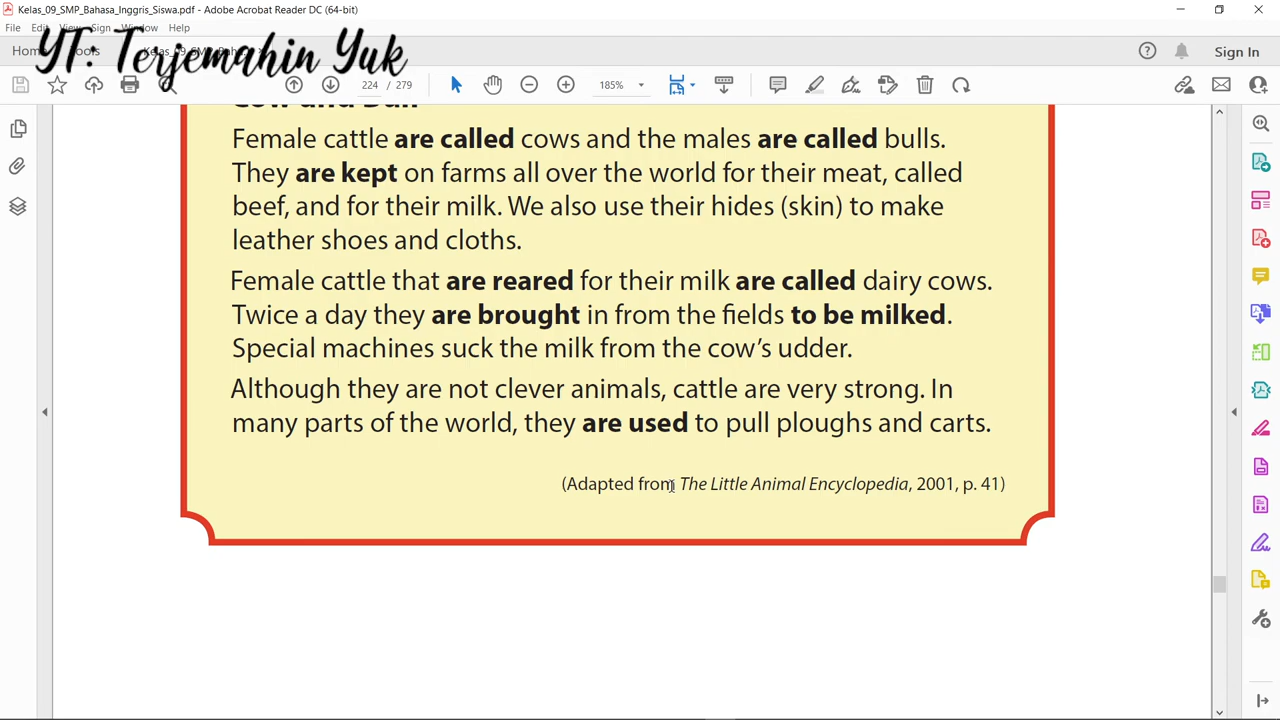 Kelas_09_SMP_Bahasa_Inggris_Siswa.pdf - Adobe Acrobat Reader DC (64-bit)
File Edit View Sign Window Help
YT: Terjemahin Yuk
Sign In
224 / 279
185%
Cow and Bull
Female cattle are called cows and the males are called bulls.
They are kept on farms all over the world for their meat, called
beef, and for their milk. We also use their hides (skin) to make
leather shoes and cloths.
Female cattle that are reared for their milk are called dairy cows.
Twice a day they are brought in from the fields to be milked.
Special machines suck the milk from the cow's udder.
Although they are not clever animals, cattle are very strong. In
many parts of the world, they are used to pull ploughs and carts.
(Adapted from The Little Animal Encyclopedia, 2001, p. 41)